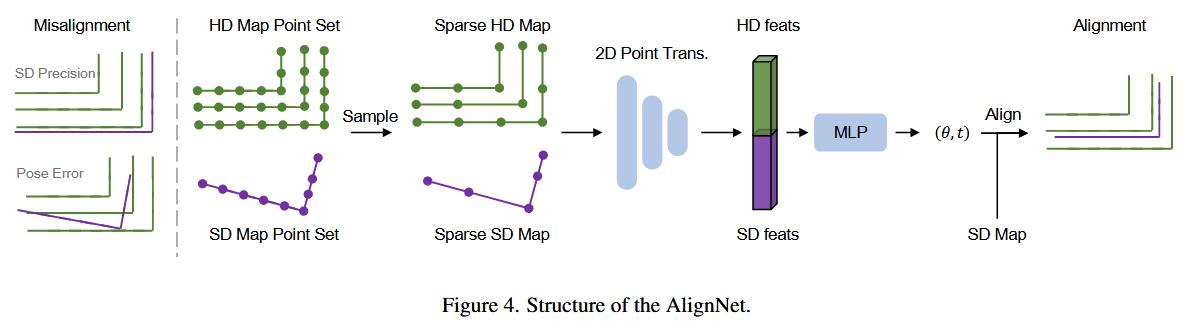 Misalignment
SD Precision
Pose Error
HD Map Point Set
SD Map Point Set
Sample
Sparse HD Map
Sparse SD Map
2D Point Trans.
HD feats
SD feats
MLP
(θ, t)
Align
SD Map
Alignment
Figure 4. Structure of the AlignNet.